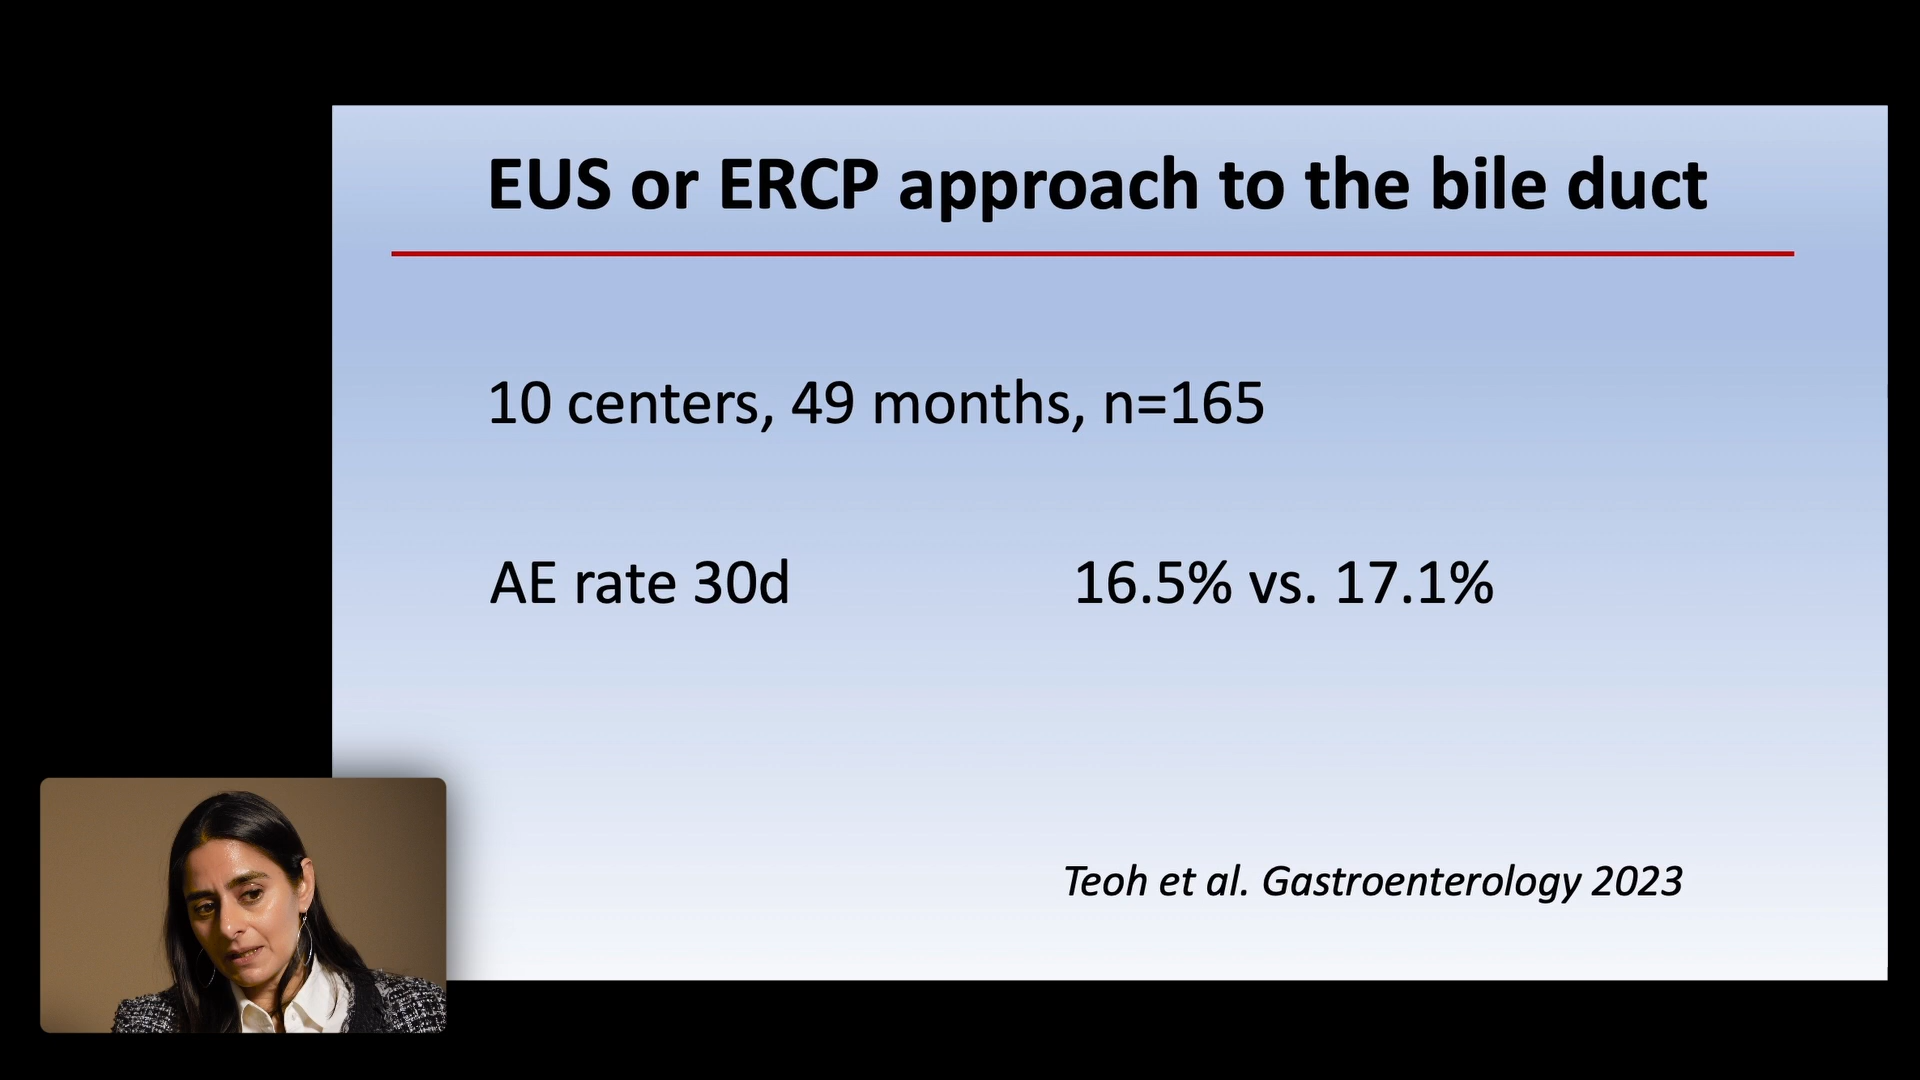 EUS or ERCP approach to the bile duct
10 centers, 49 months, n=165
AE rate 30d 16.5% vs. 17.1%
Teoh et al. Gastroenterology 2023